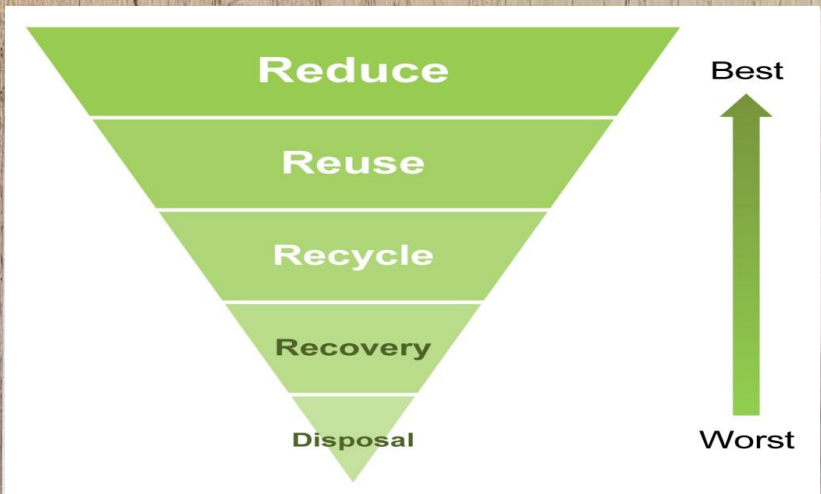 Reduce
Best
Reuse
Recycle
Recovery
Disposal
Worst